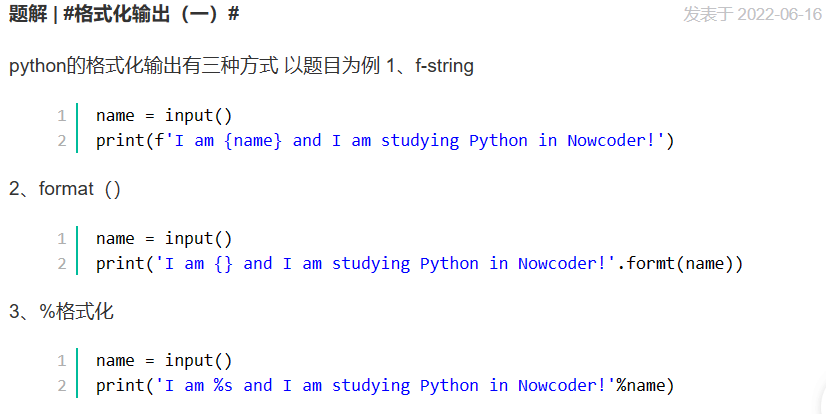 题解 | #格式化输出（一）#
发表于 2022-06-16
python的格式化输出有三种方式 以题目为例 1、f-string
1 name = input()
2 print(f'I am {name} and I am studying Python in Nowcoder!')
2、format（）
1 name = input()
2 print('I am {} and I am studying Python in Nowcoder!'.formt(name))
3、%格式化
1 name = input()
2 print('I am %s and I am studying Python in Nowcoder!'%name)